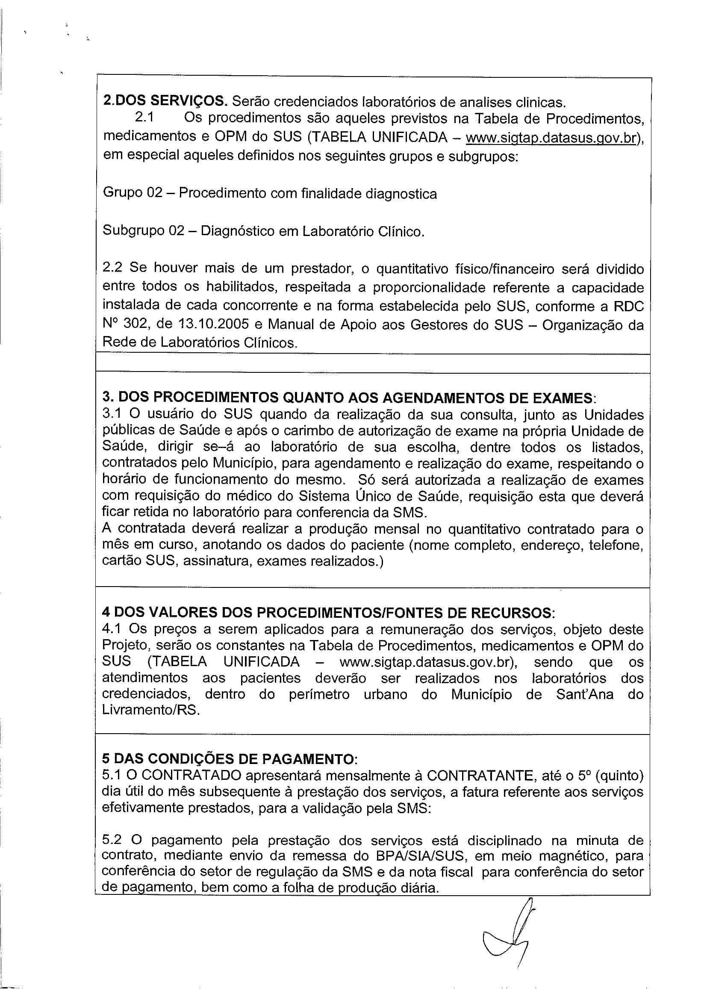 2.DOS SERVIÇOS. Serão credenciados laboratórios de analises clinicas.
2.1 Os procedimentos são aqueles previstos na Tabela de Procedimentos,
medicamentos e OPM do SUS (TABELA UNIFICADA – www.sigtap.datasus.gov.br),
em especial aqueles definidos nos seguintes grupos e subgrupos:
Grupo 02 – Procedimento com finalidade diagnostica
Subgrupo 02 – Diagnóstico em Laboratório Clínico.
2.2 Se houver mais de um prestador, o quantitativo físico/financeiro será dividido
entre todos os habilitados, respeitada a proporcionalidade referente a capacidade
instalada de cada concorrente e na forma estabelecida pelo SUS, conforme a RDC
Nº 302, de 13.10.2005 e Manual de Apoio aos Gestores do SUS – Organização da
Rede de Laboratórios Clínicos.
3. DOS PROCEDIMENTOS QUANTO AOS AGENDAMENTOS DE EXAMES:
3.1 O usuário do SUS quando da realização da sua consulta, junto as Unidades
públicas de Saúde e após o carimbo de autorização de exame na própria Unidade de
Saúde, dirigir se–á ao laboratório de sua escolha, dentre todos os listados,
contratados pelo Município, para agendamento e realização do exame, respeitando o
horário de funcionamento do mesmo. Só será autorizada a realização de exames
com requisição do médico do Sistema Único de Saúde, requisição esta que deverá
ficar retida no laboratório para conferencia da SMS.
A contratada deverá realizar a produção mensal no quantitativo contratado para o
mês em curso, anotando os dados do paciente (nome completo, endereço, telefone,
cartão SUS, assinatura, exames realizados.)
4 DOS VALORES DOS PROCEDIMENTOS/FONTES DE RECURSOS:
4.1 Os preços a serem aplicados para a remuneração dos serviços, objeto deste
Projeto, serão os constantes na Tabela de Procedimentos, medicamentos e OPM do
SUS (TABELA UNIFICADA – www.sigtap.datasus.gov.br), sendo que os
atendimentos aos pacientes deverão ser realizados nos laboratórios dos
credenciados, dentro do perímetro urbano do Município de Sant’Ana do
Livramento/RS.
5 DAS CONDIÇÕES DE PAGAMENTO:
5.1 O CONTRATADO apresentará mensalmente à CONTRATANTE, até o 5º (quinto)
dia útil do mês subsequente à prestação dos serviços, a fatura referente aos serviços
efetivamente prestados, para a validação pela SMS:
5.2 O pagamento pela prestação dos serviços está disciplinado na minuta de
contrato, mediante envio da remessa do BPA/SIA/SUS, em meio magnético, para
conferência do setor de regulação da SMS e da nota fiscal para conferência do setor
de pagamento, bem como a folha de produção diária.